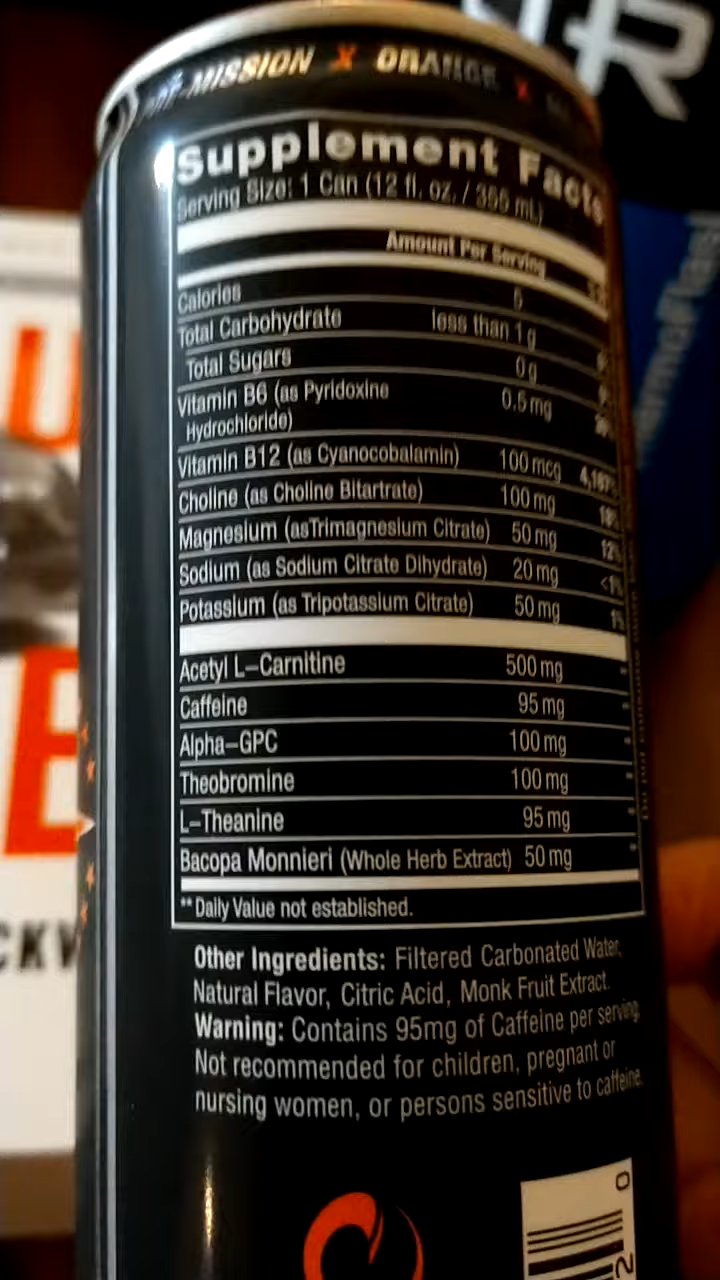 -MISSION X ORANGE X
Supplement Facts
Serving Size: 1 Can (12 fl. oz. / 355 mL)
Amount Per Serving
Calories 5
Total Carbohydrate less than 1 g
Total Sugars 0 g
Vitamin B6 (as Pyridoxine 0.5 mg
Hydrochloride)
Vitamin B12 (as Cyanocobalamin) 100 mcg
Choline (as Choline Bitartrate) 100 mg
Magnesium (asTrimagnesium Citrate) 50 mg
Sodium (as Sodium Citrate Dihydrate) 20 mg <1%
Potassium (as Tripotassium Citrate) 50 mg 1%
Acetyl L-Carnitine 500 mg
Caffeine 95 mg
Alpha-GPC 100 mg
Theobromine 100 mg
L-Theanine 95 mg
Bacopa Monnieri (Whole Herb Extract) 50 mg
** Daily Value not established.
Other Ingredients: Filtered Carbonated Water,
Natural Flavor, Citric Acid, Monk Fruit Extract.
Warning: Contains 95mg of Caffeine per serving.
Not recommended for children, pregnant or
nursing women, or persons sensitive to caffeine.
0
2
U
E
CKV
R